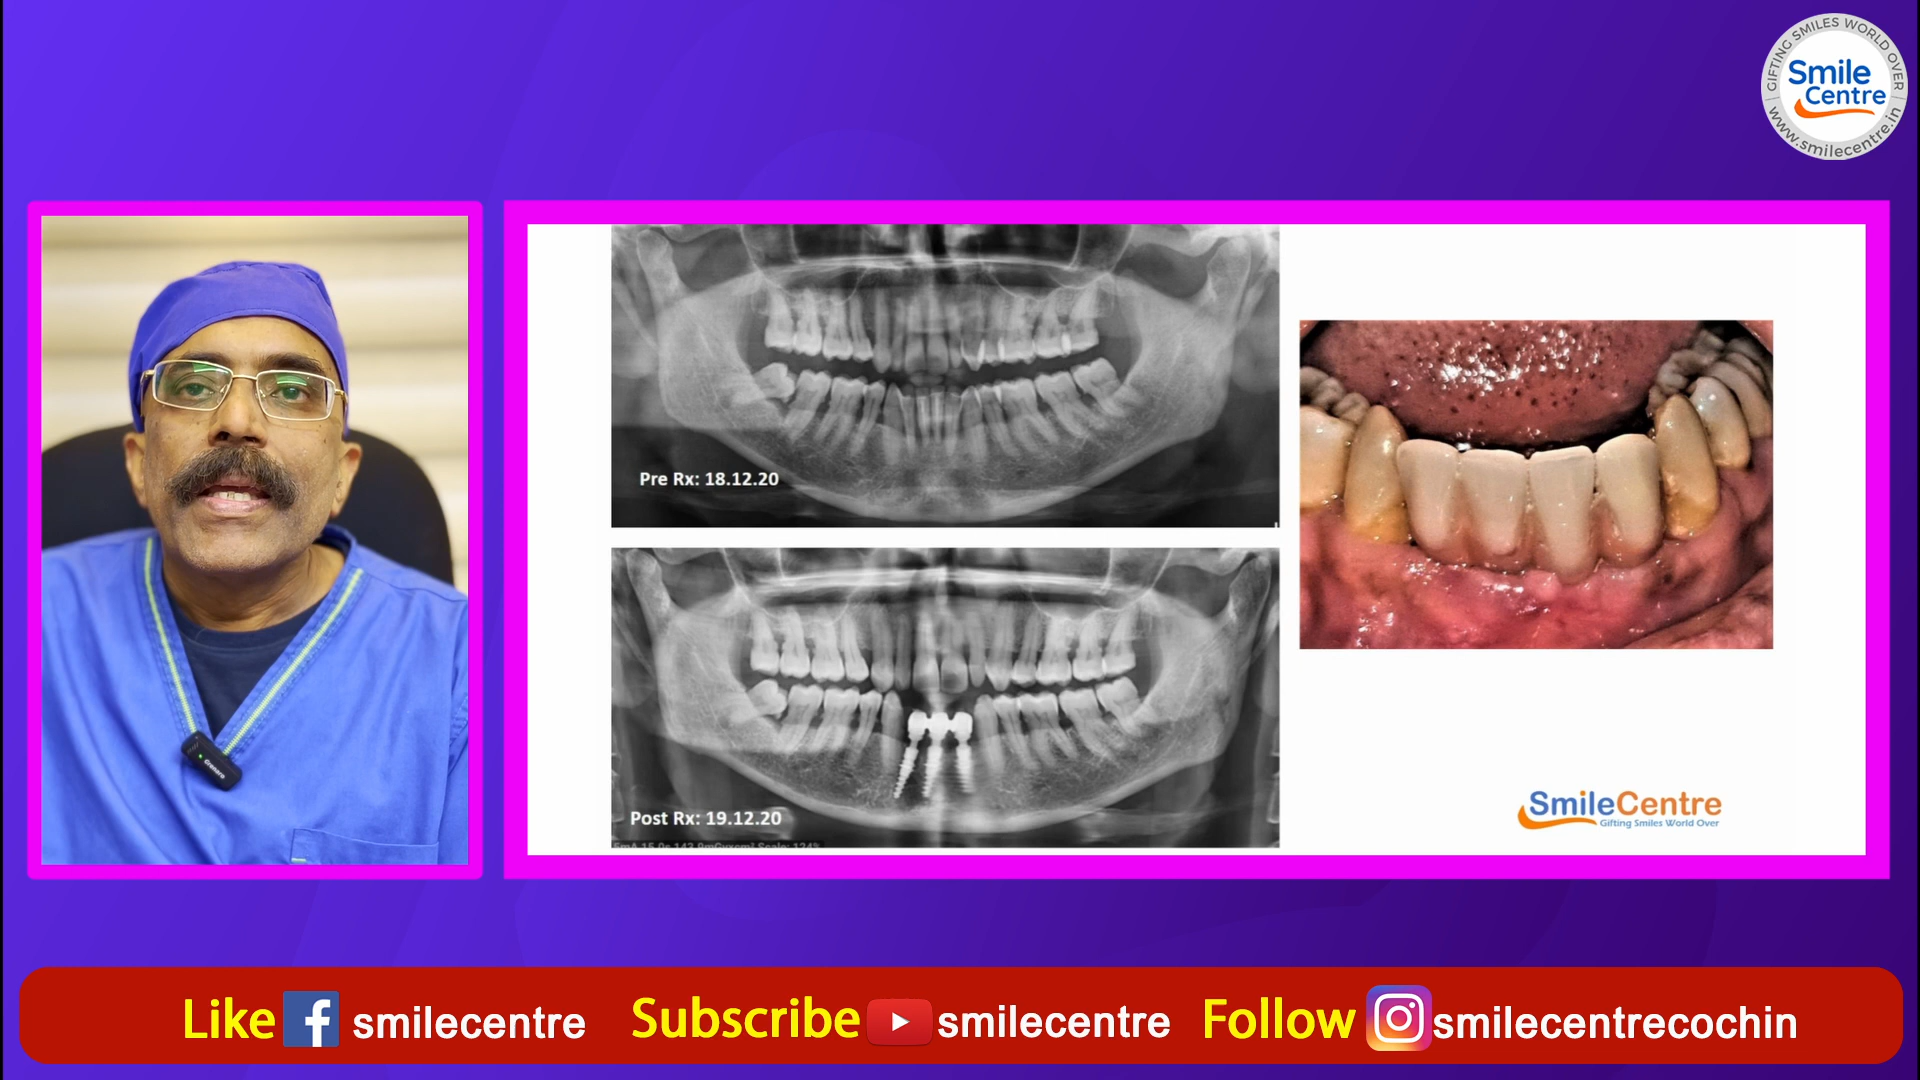 GIFTING SMILES WORLD OVER
Smile
Centre
www.smilecentre.in
Pre Rx: 18.12.20
Post Rx: 19.12.20
SmileCentre
Gifting Smiles World Over
Like f smilecentre Subscribe smilecentre Follow smilecentrecochin